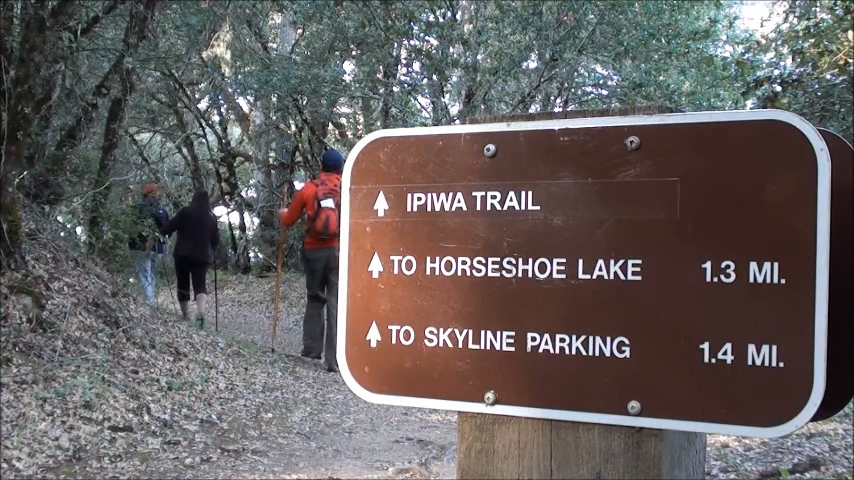 IPIWA TRAIL
TO HORSESHOE LAKE 1.3 MI.
TO SKYLINE PARKING 1.4 MI.